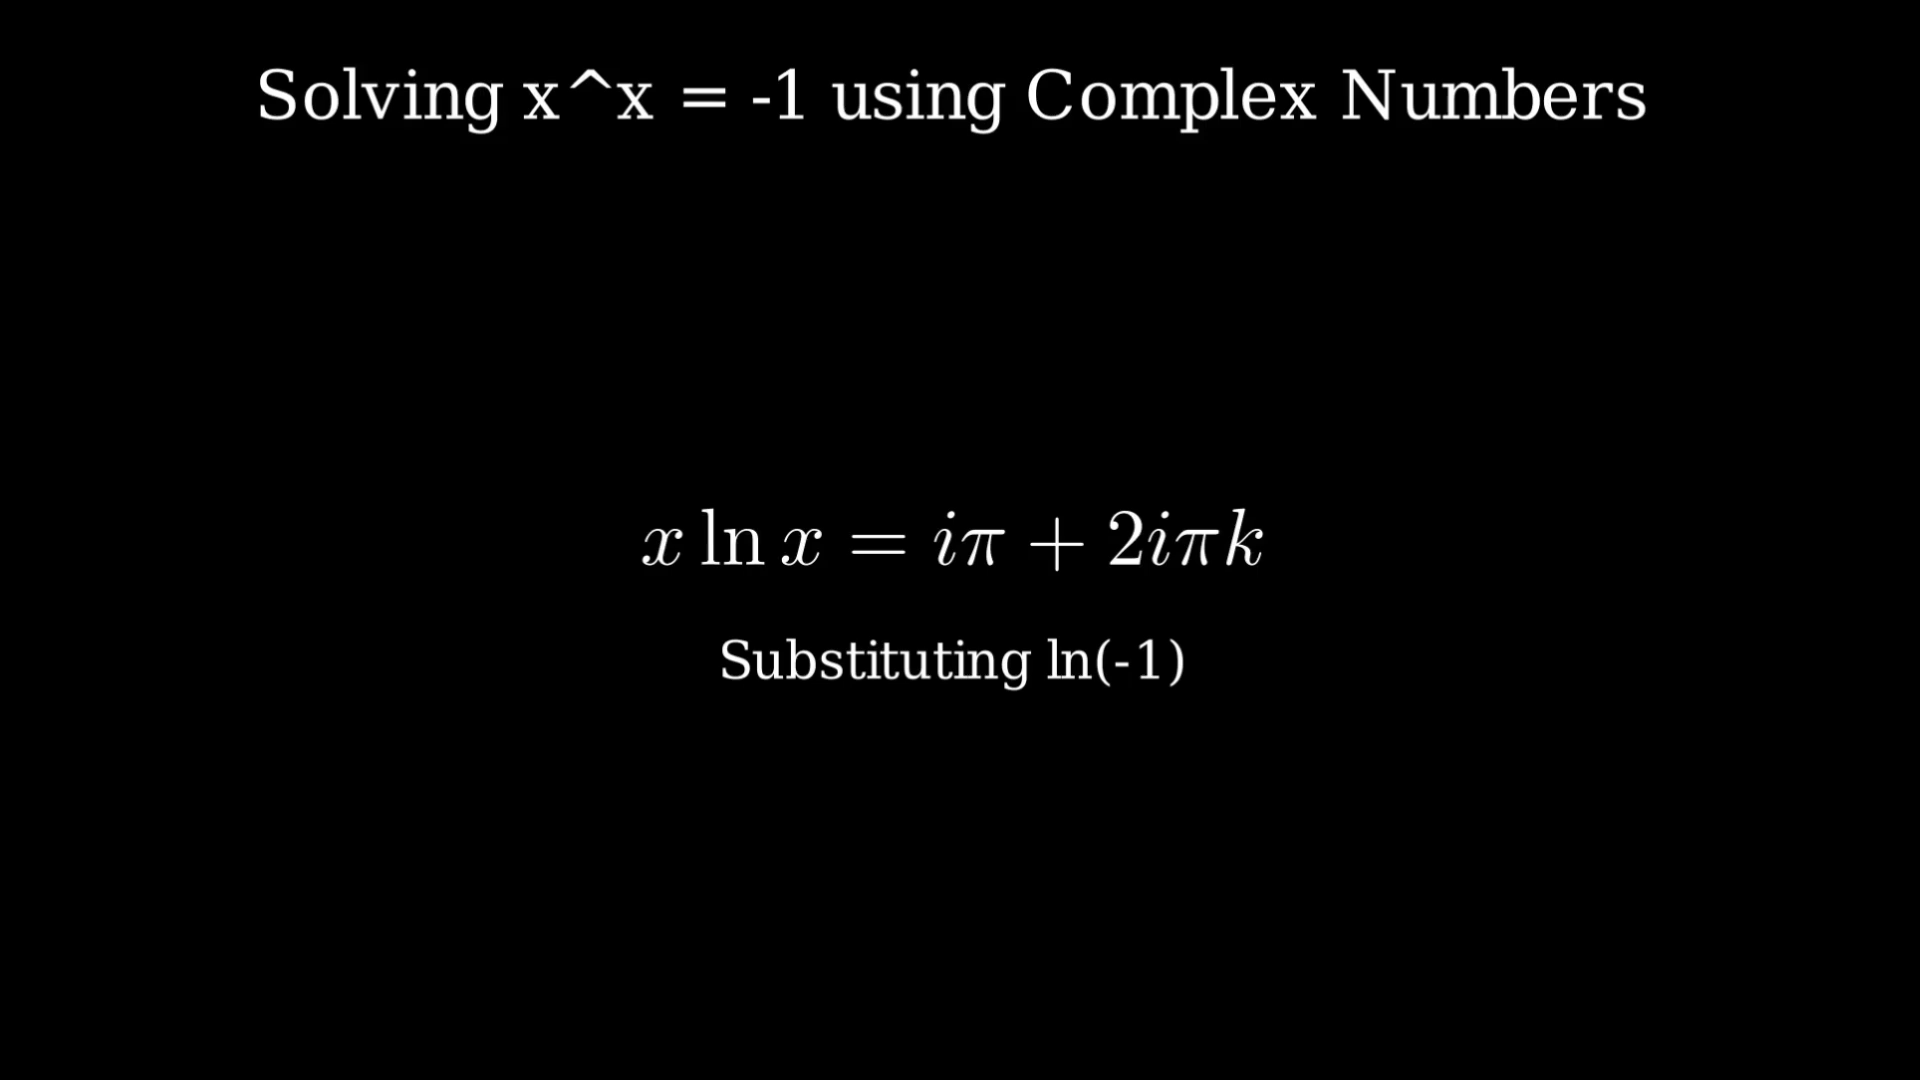 Solving x^x = -1 using Complex Numbers
x ln x = iπ + 2iπk
Substituting ln(-1)